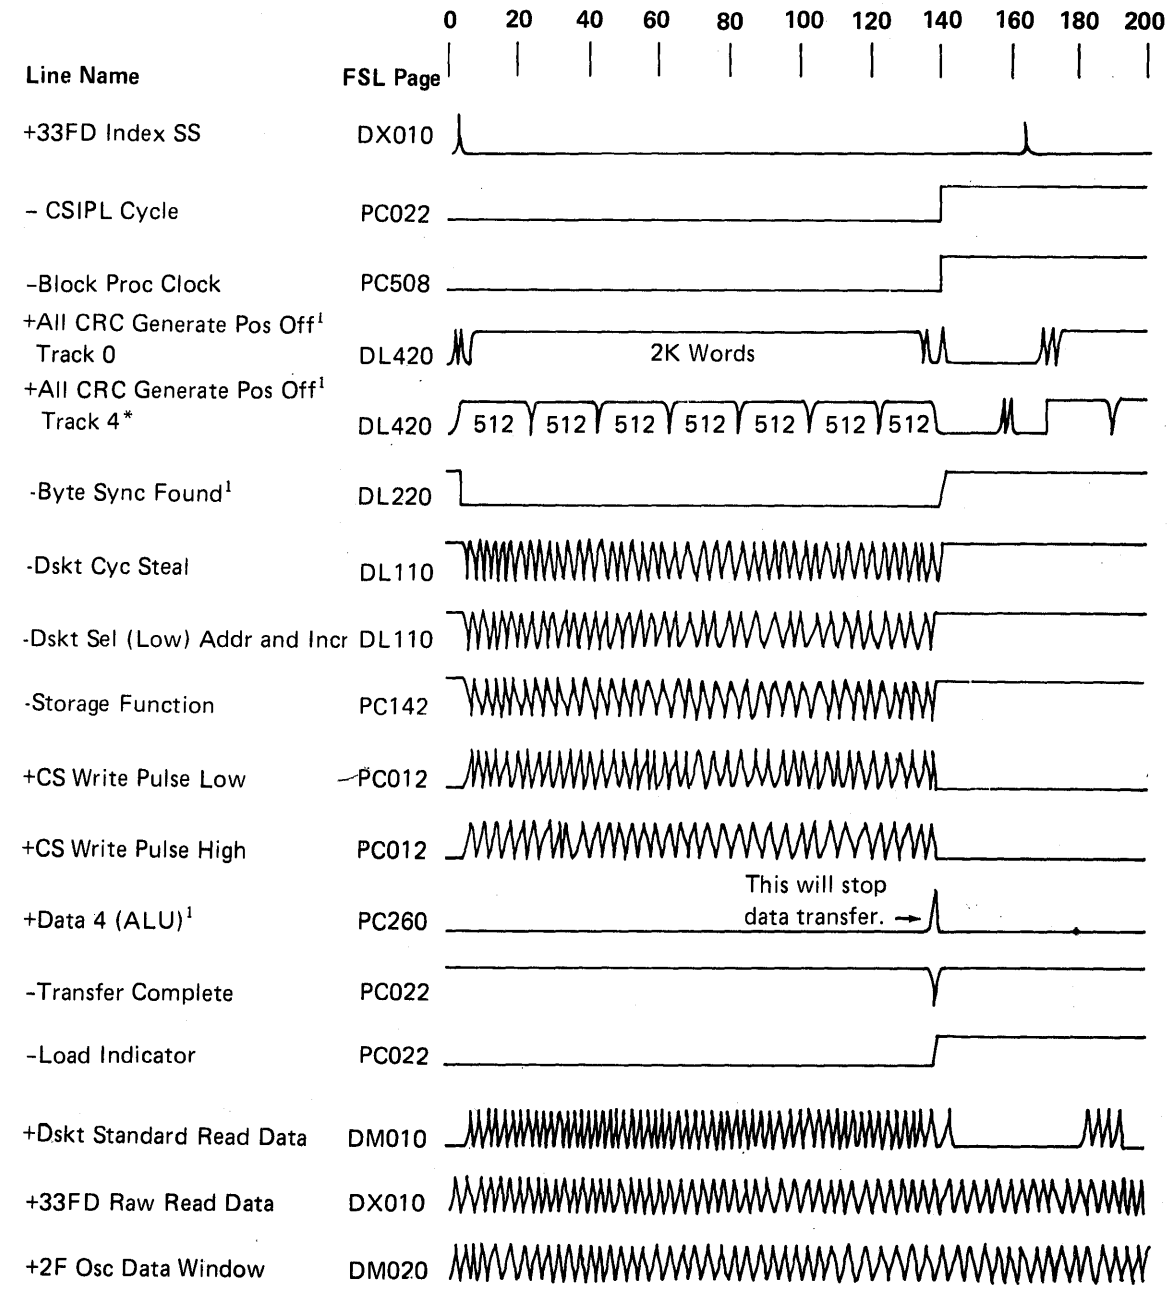 0 20 40 60 80 100 120 140 160 180 200
Line Name FSL Page
+33FD Index SS DX010
– CSIPL Cycle PC022
–Block Proc Clock PC508
+All CRC Generate Pos Off¹
Track 0 DL420 2K Words
+All CRC Generate Pos Off¹
Track 4* DL420 512 512 512 512 512 512 512
-Byte Sync Found¹ DL220
-Dskt Cyc Steal DL110
-Dskt Sel (Low) Addr and Incr DL110
-Storage Function PC142
+CS Write Pulse Low PC012
+CS Write Pulse High PC012
This will stop
data transfer. →
+Data 4 (ALU)¹ PC260
–Transfer Complete PC022
–Load Indicator PC022
+Dskt Standard Read Data DM010
+33FD Raw Read Data DX010
+2F Osc Data Window DM020